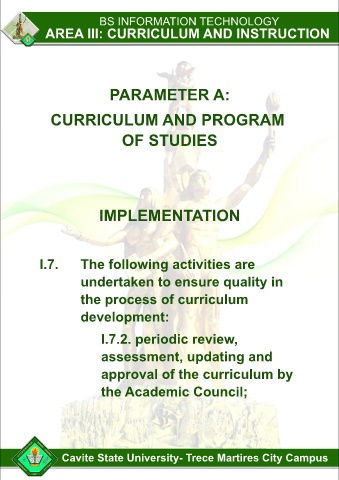 BS INFORMATION TECHNOLOGY
AREA III: CURRICULUM AND INSTRUCTION
PARAMETER A:
CURRICULUM AND PROGRAM
OF STUDIES
IMPLEMENTATION
I.7. The following activities are
undertaken to ensure quality in
the process of curriculum
development:
I.7.2. periodic review,
assessment, updating and
approval of the curriculum by
the Academic Council;
Cavite State University- Trece Martires City Campus